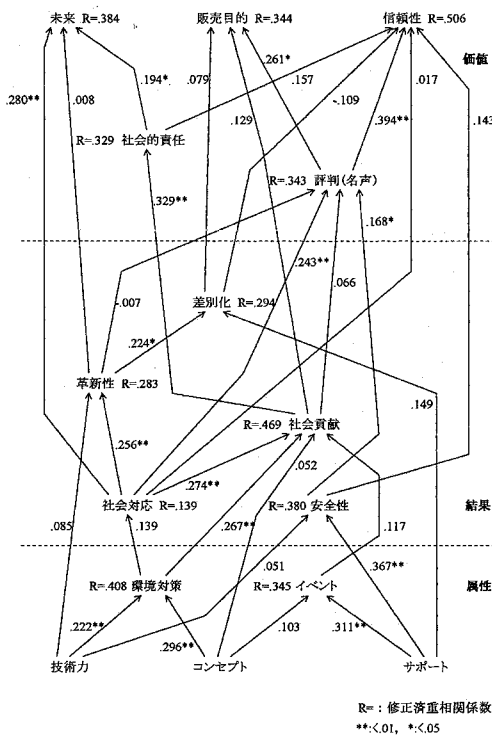 未来 R=.384 販売目的 R=.344 信頼性 R=.506
価値
.194* .079 .261* .157 -.109 .017
.280** .008 .129 .394** .143
R=.329 社会的責任
R=.343 評判(名声)
.329** .168*
.243**
-.007 .066
差別化 R=.294
.224*
革新性 R=.283
.149
R=.469 社会貢献
.256** .052
.274**
社会対応 R=.139 R=.380 安全性 結果
.085 .139 .267** .117
.051 .367**
R=.408 環境対策 R=.345 イベント 属性
.222** .296** .103 .311**
技術力 コンセプト サポート
R=：修正済重相関係数
**:<.01, *:<.05